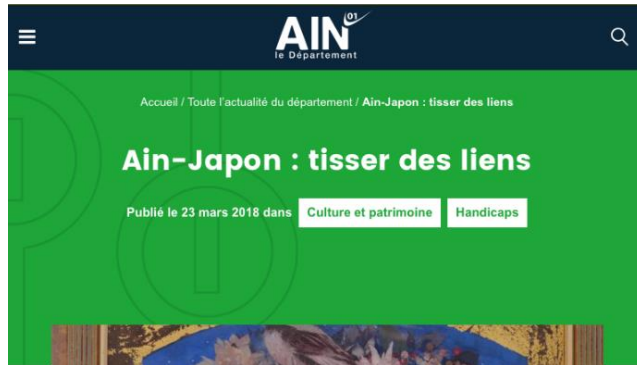 AIN 01
le Département
Accueil / Toute l'actualité du département / Ain-Japon : tisser des liens
Ain-Japon : tisser des liens
Publié le 23 mars 2018 dans Culture et patrimoine Handicaps